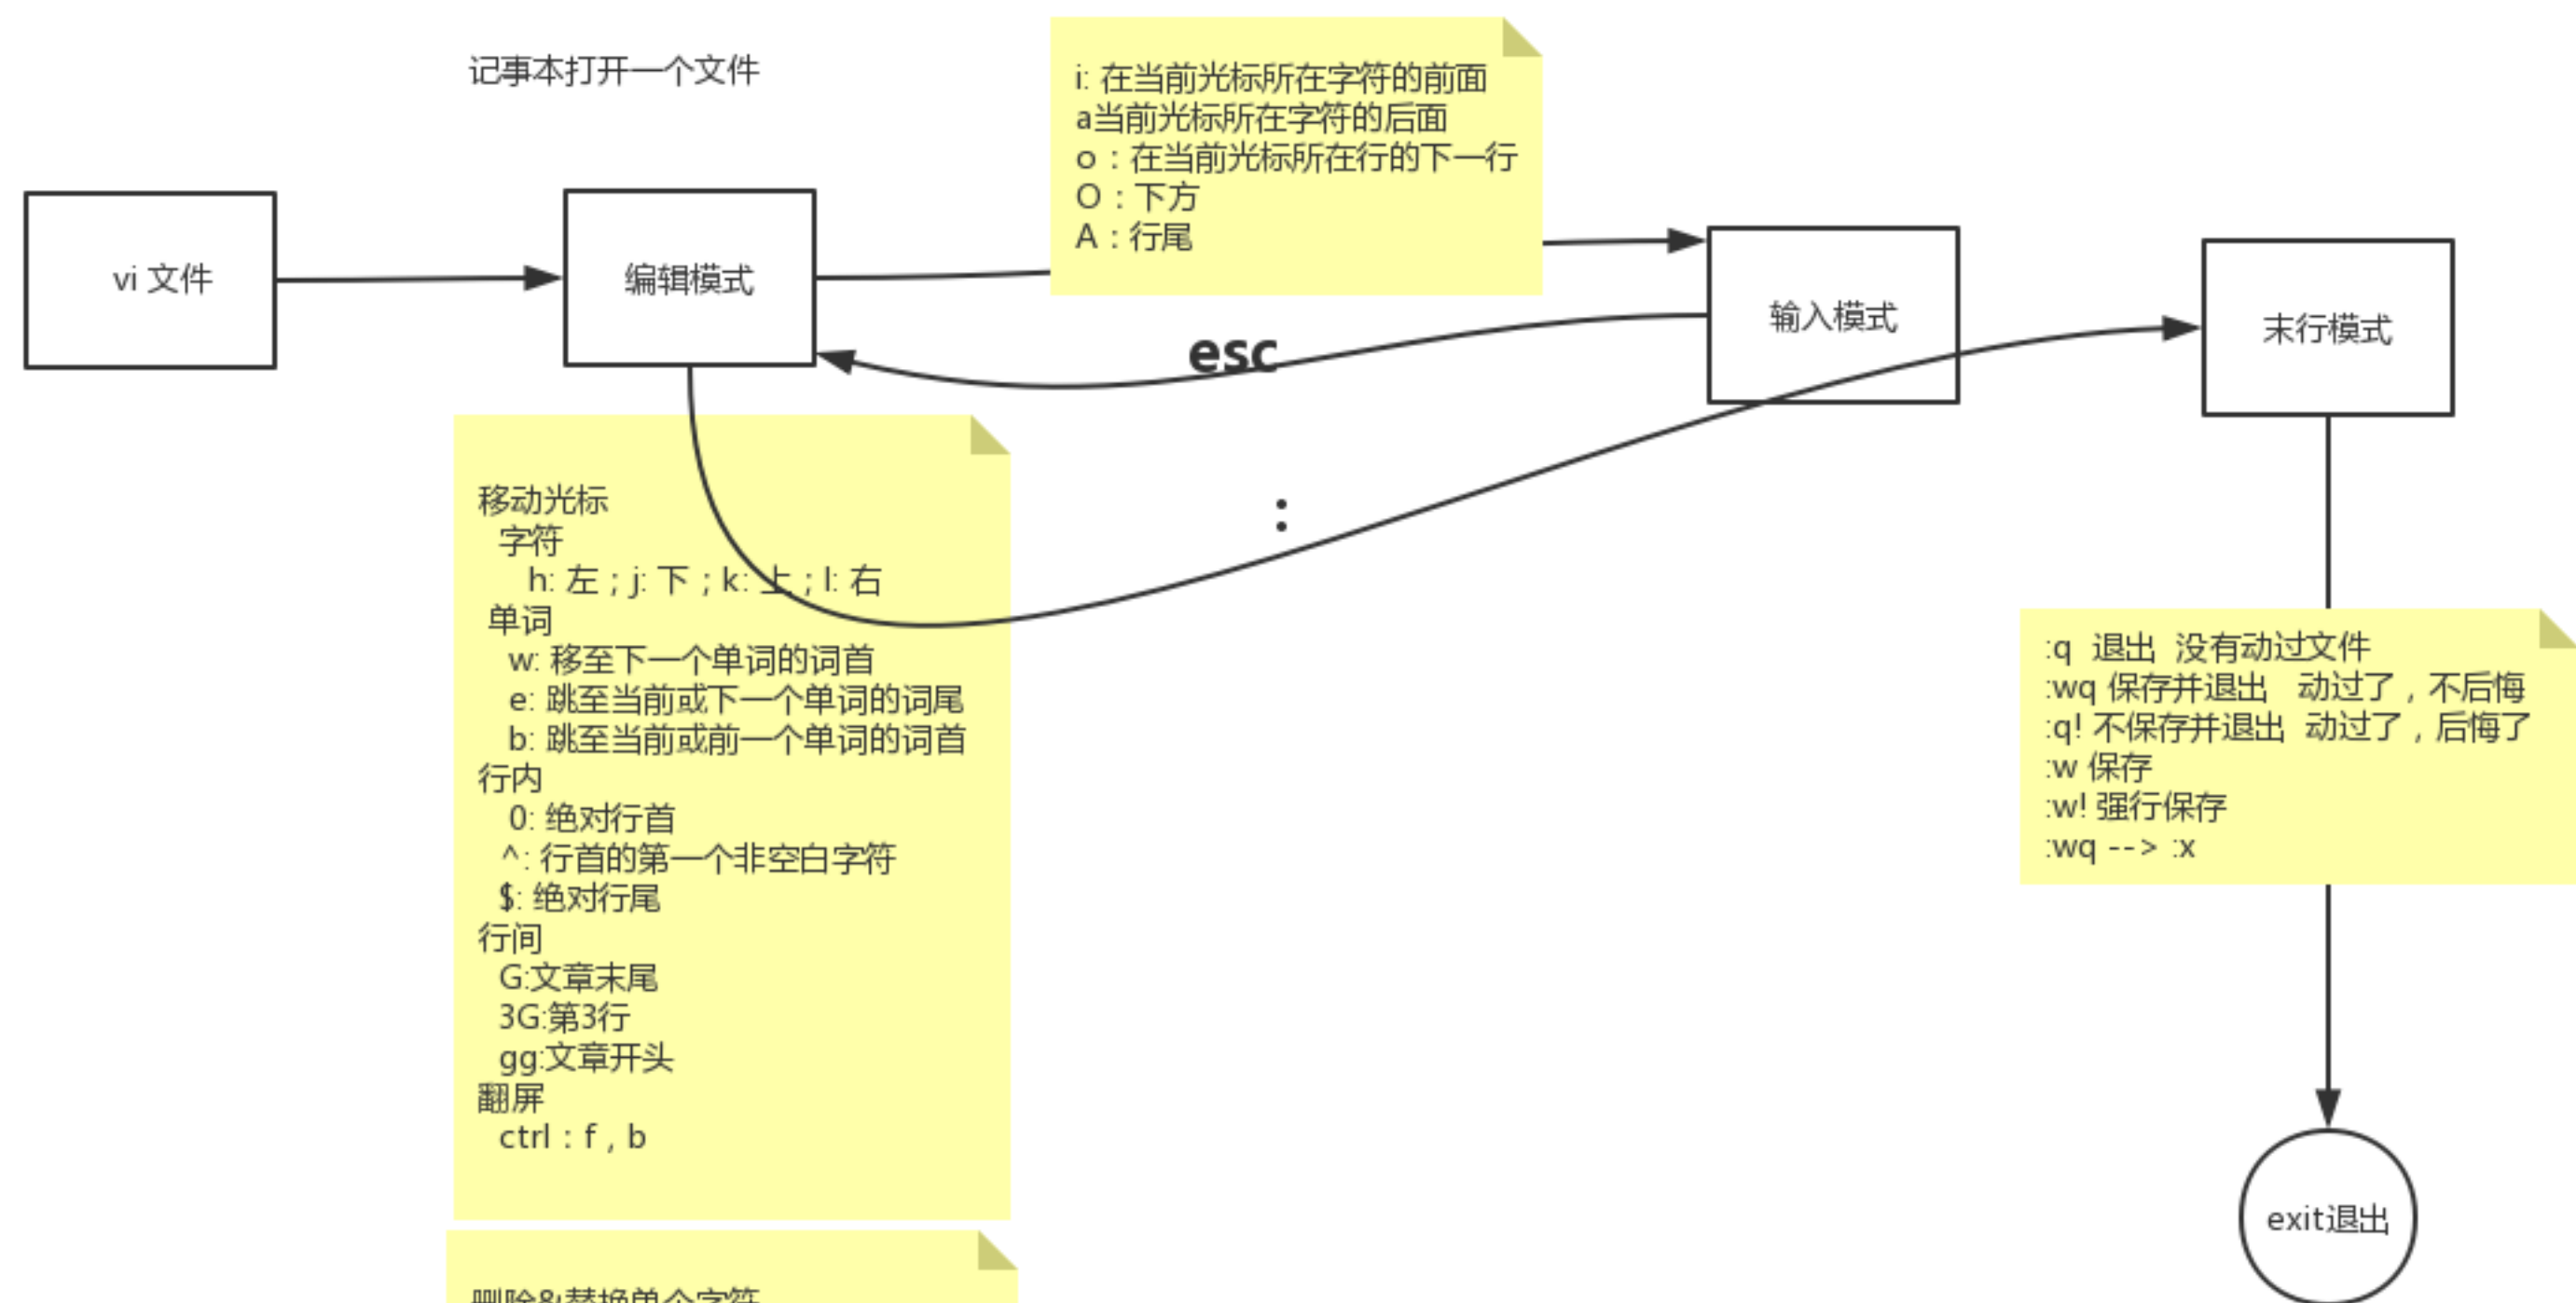 记事本打开一个文件
i: 在当前光标所在字符的前面
a当前光标所在字符的后面
o：在当前光标所在行的下一行
O：下方
A：行尾
vi 文件
编辑模式
输入模式
末行模式
esc
:
移动光标
字符
h: 左；j: 下；k: 上；l: 右
单词
w: 移至下一个单词的词首
e: 跳至当前或下一个单词的词尾
b: 跳至当前或前一个单词的词首
行内
0: 绝对行首
^: 行首的第一个非空白字符
$: 绝对行尾
行间
G:文章末尾
3G:第3行
gg:文章开头
翻屏
ctrl：f，b
:q 退出 没有动过文件
:wq 保存并退出 动过了，不后悔
:q! 不保存并退出 动过了，后悔了
:w 保存
:w! 强行保存
:wq --> :x
exit退出
删除&替换单个字符